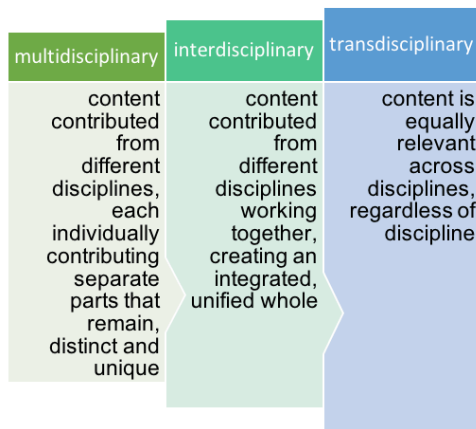 multidisciplinary
content
contributed
from
different
disciplines,
each
individually
contributing
separate
parts that
remain,
distinct and
unique
interdisciplinary
content
contributed
from
different
disciplines
working
together,
creating an
integrated,
unified whole
transdisciplinary
content is
equally
relevant
across
disciplines,
regardless of
discipline